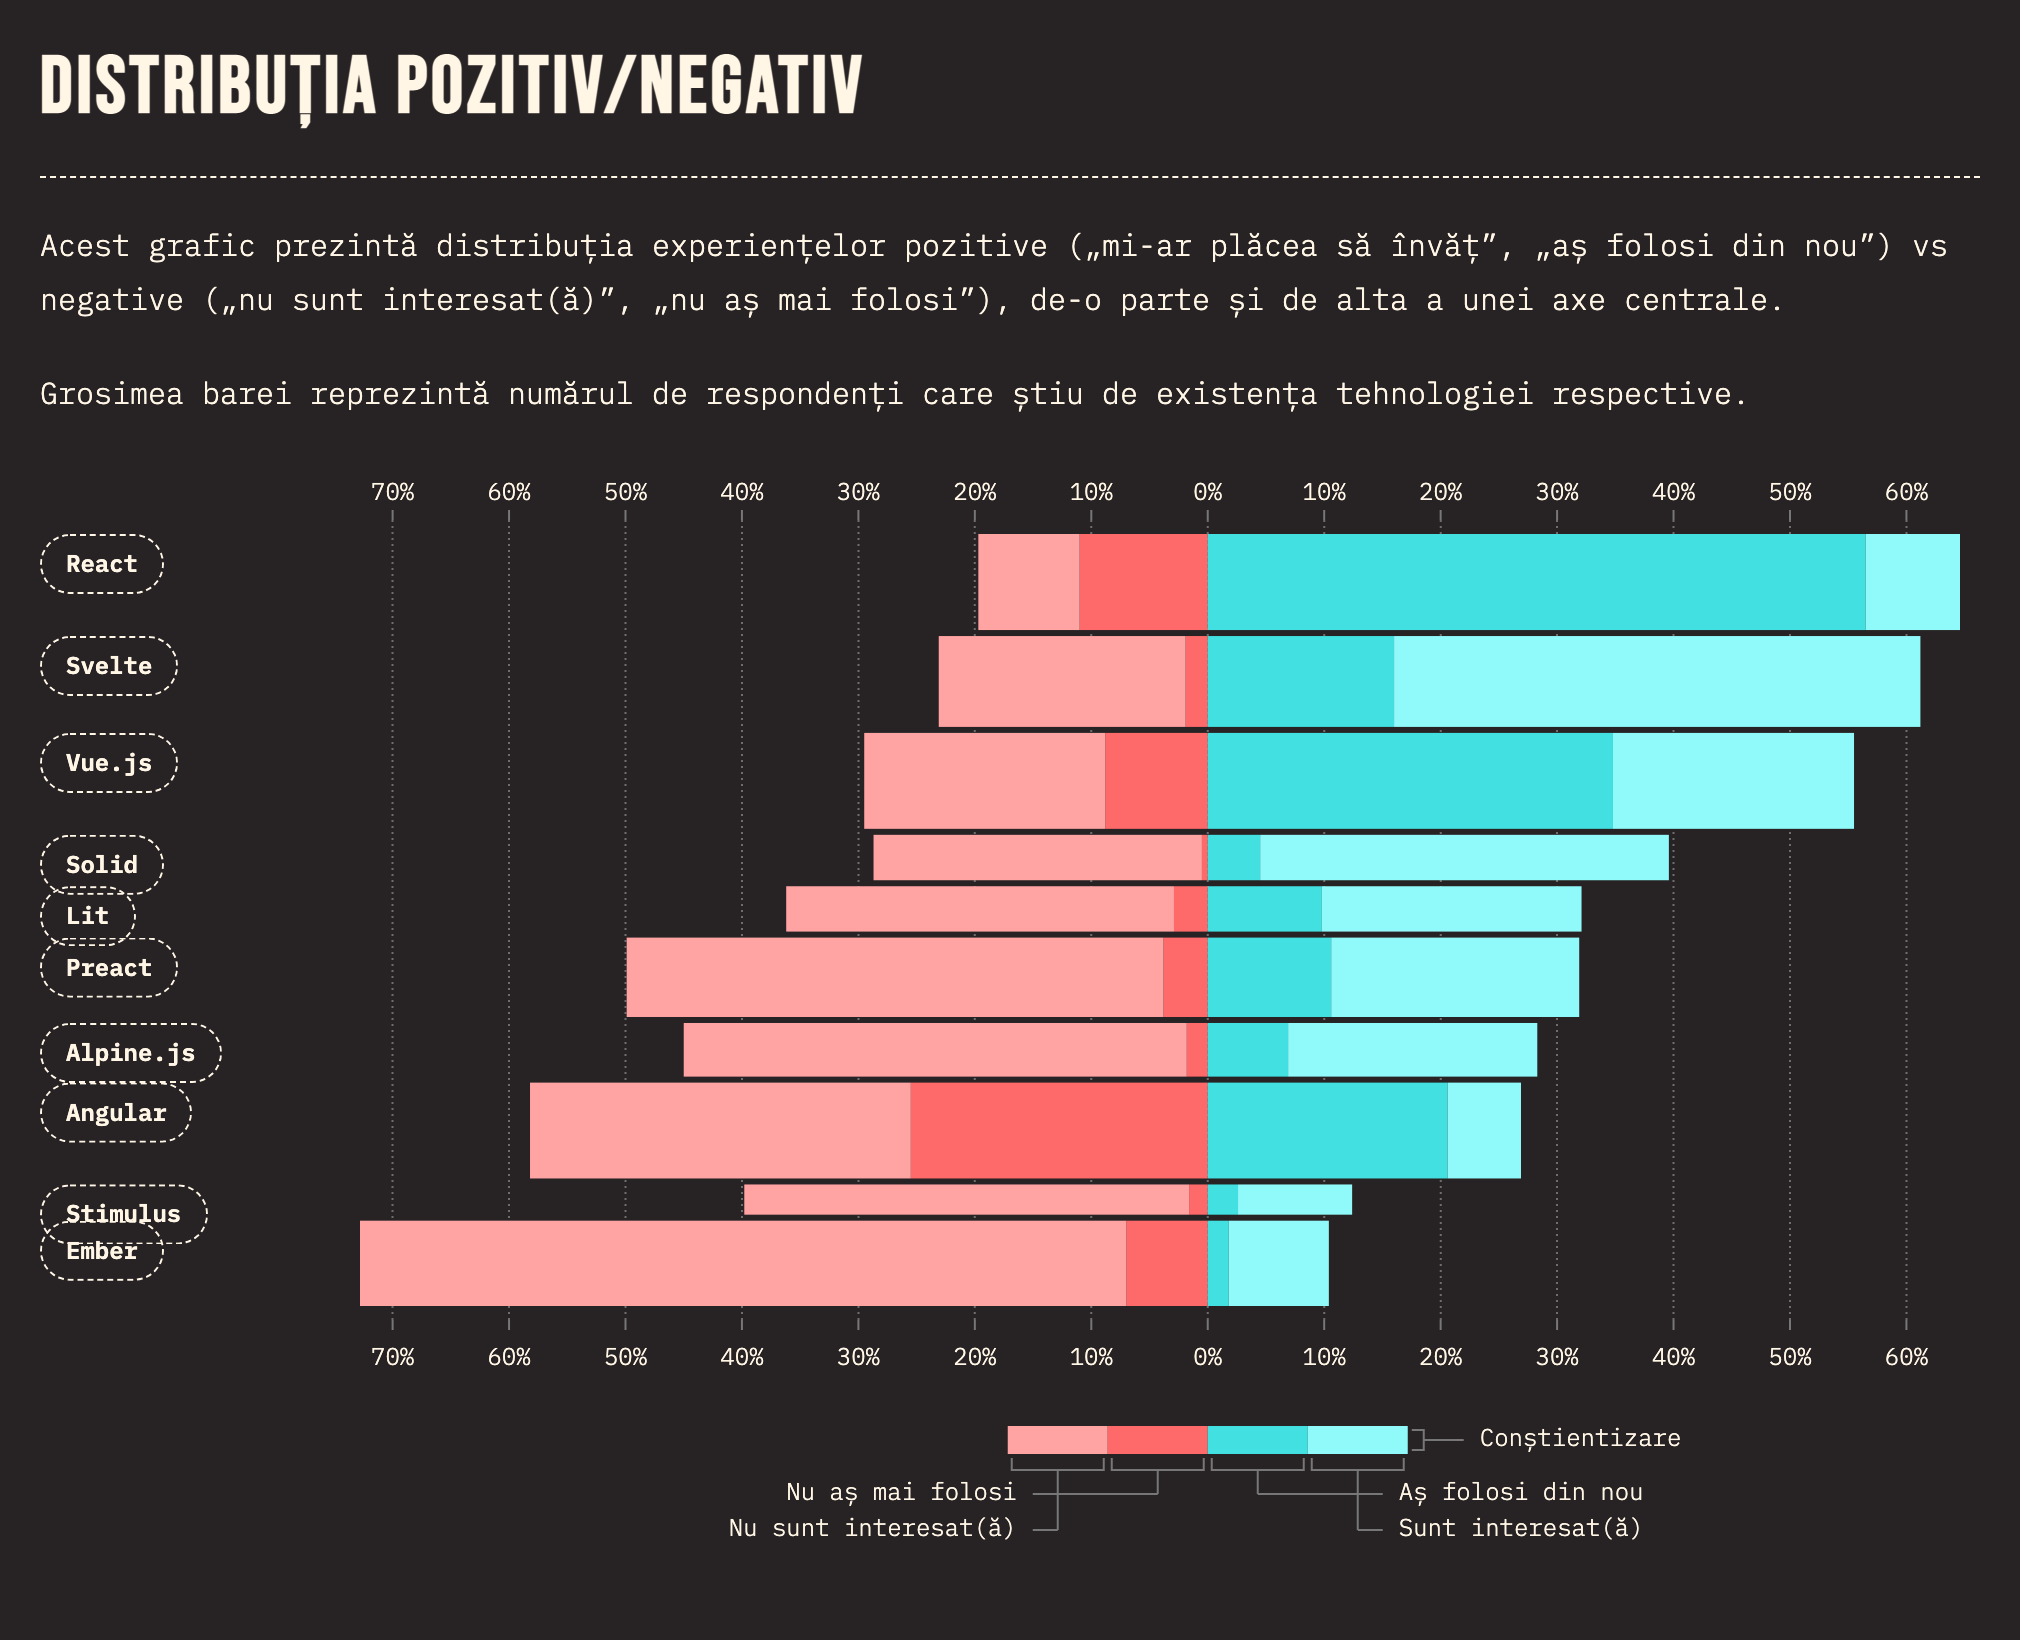 DISTRIBUȚIA POZITIV/NEGATIV
Acest grafic prezintă distribuția experiențelor pozitive („mi-ar plăcea să învăț”, „aș folosi din nou”) vs
negative („nu sunt interesat(ă)”, „nu aș mai folosi”), de-o parte și de alta a unei axe centrale.
Grosimea barei reprezintă numărul de respondenți care știu de existența tehnologiei respective.
70% 60% 50% 40% 30% 20% 10% 0% 10% 20% 30% 40% 50% 60%
React
Svelte
Vue.js
Solid
Lit
Preact
Alpine.js
Angular
Stimulus
Ember
70% 60% 50% 40% 30% 20% 10% 0% 10% 20% 30% 40% 50% 60%
Conștientizare
Nu aș mai folosi Aș folosi din nou
Nu sunt interesat(ă) Sunt interesat(ă)